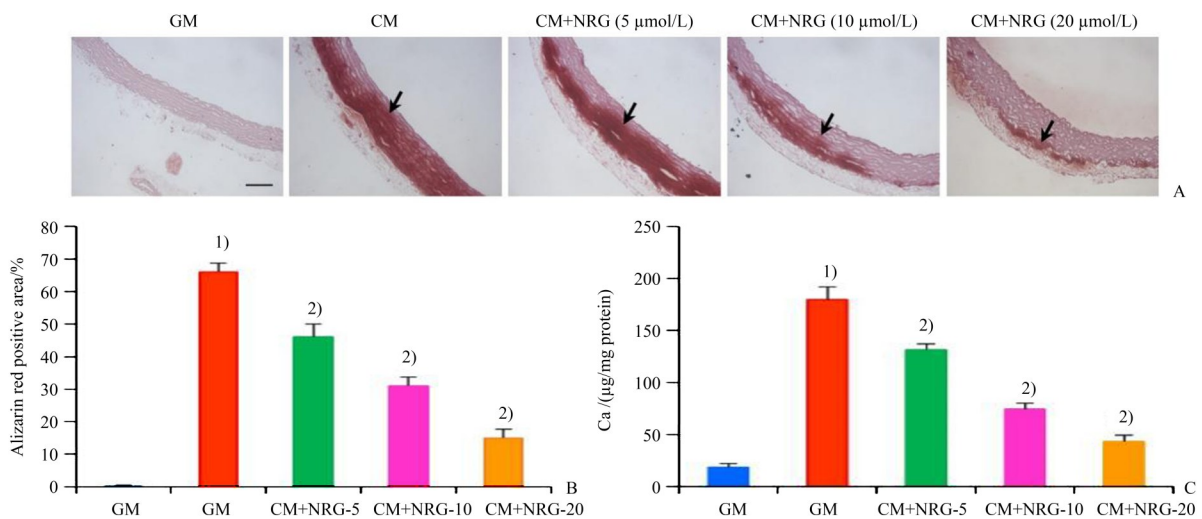 GM CM CM+NRG (5 µmol/L) CM+NRG (10 µmol/L) CM+NRG (20 µmol/L)
A
Alizarin red positive area/%
80
70
60
50
40
30
20
10
0
1)
2)
2)
2)
GM GM CM+NRG-5 CM+NRG-10 CM+NRG-20
B
Ca /(µg/mg protein)
250
200
150
100
50
0
1)
2)
2)
2)
GM GM CM+NRG-5 CM+NRG-10 CM+NRG-20
C